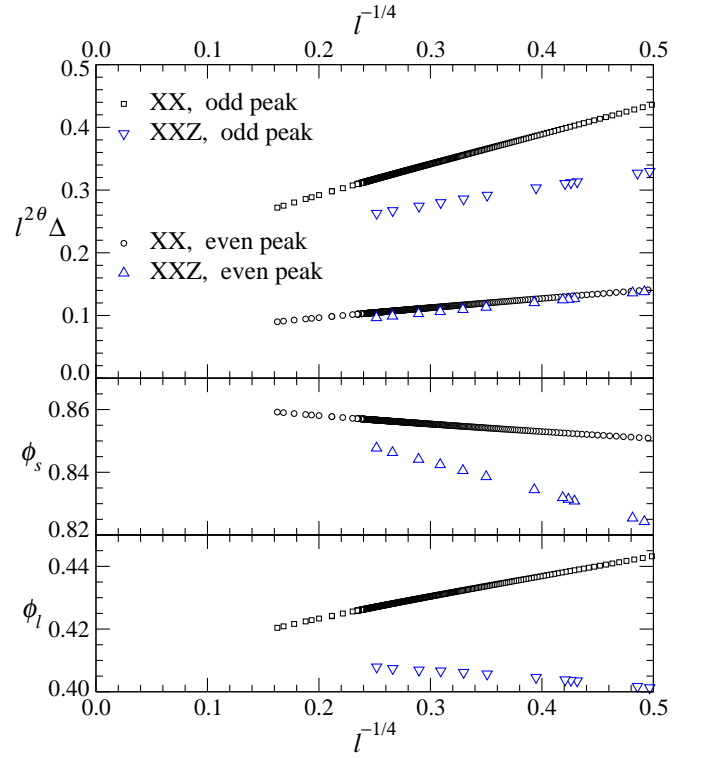 l^{-1/4}
0.0 0.1 0.2 0.3 0.4 0.5
0.5
XX, odd peak
XXZ, odd peak
0.4
0.3
l^{2θ}Δ
XX, even peak
XXZ, even peak
0.2
0.1
0.0
0.86
ϕ_s
0.84
0.82
0.44
ϕ_l
0.42
0.40
0.0 0.1 0.2 0.3 0.4 0.5
l^{-1/4}